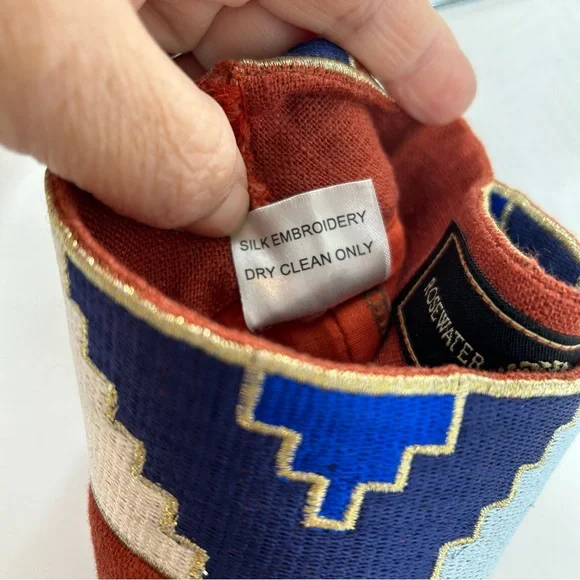 SILK EMBROIDERY
DRY CLEAN ONLY
ROSEWATER